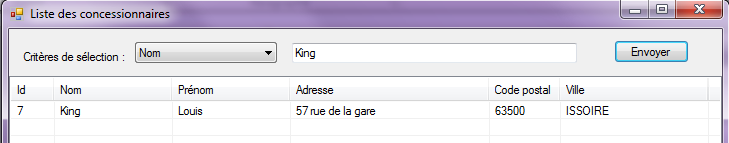 Liste des concessionnaires
Critères de sélection : Nom King Envoyer
Id Nom Prénom Adresse Code postal Ville
7 King Louis 57 rue de la gare 63500 ISSOIRE